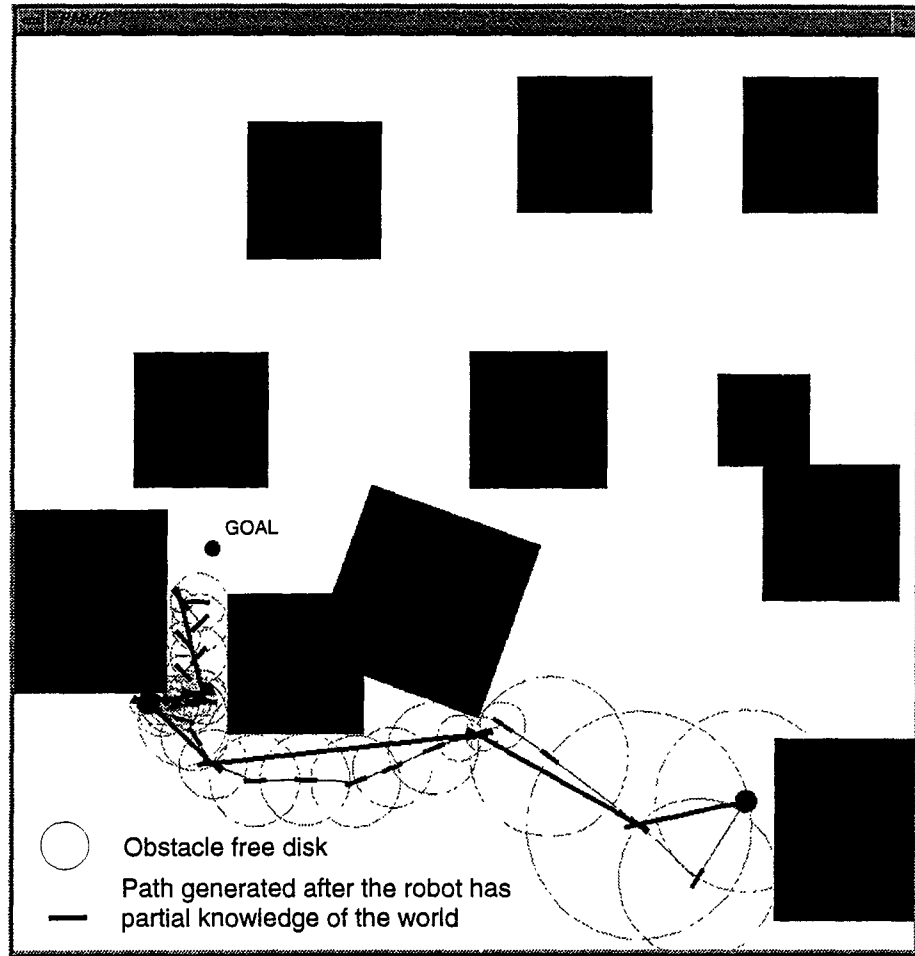 GOAL
Obstacle free disk
Path generated after the robot has
partial knowledge of the world